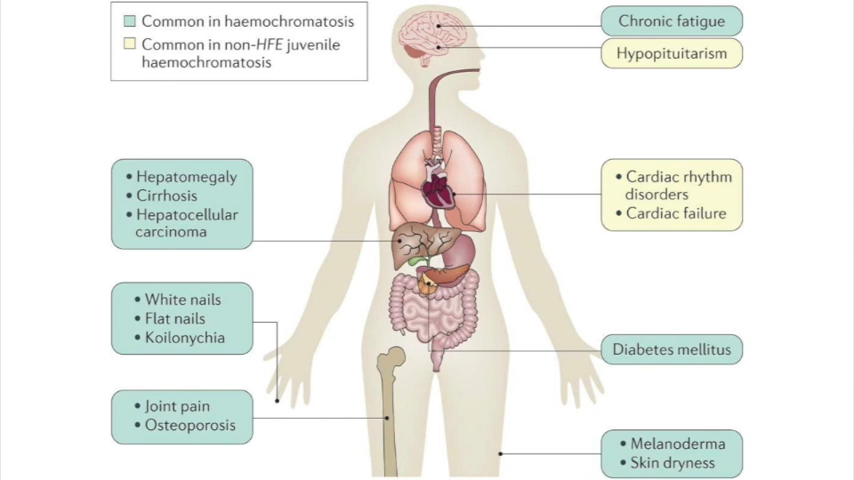 Common in haemochromatosis
Common in non-HFE juvenile
haemochromatosis
Chronic fatigue
Hypopituitarism
• Hepatomegaly
• Cirrhosis
• Hepatocellular
carcinoma
• Cardiac rhythm
disorders
• Cardiac failure
• White nails
• Flat nails
• Koilonychia
Diabetes mellitus
• Joint pain
• Osteoporosis
• Melanoderma
• Skin dryness